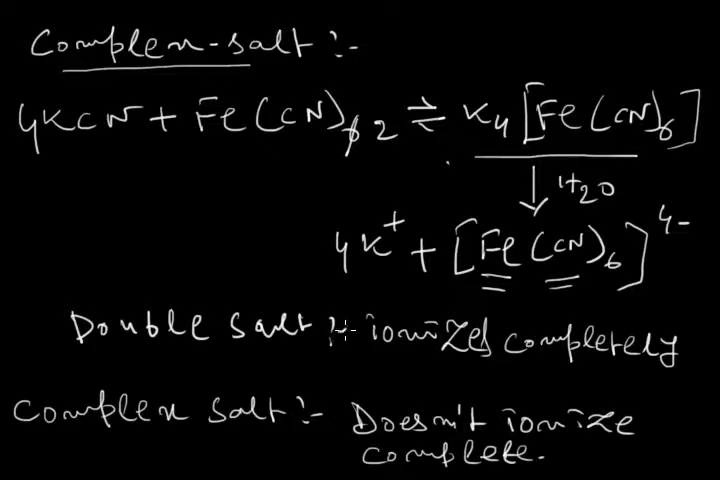 Complex-salt :-
4KCN + Fe(CN)₂ ⇌ K₄[Fe(CN)₆]
↓ H₂O
4K⁺ + [Fe(CN)₆]⁴⁻
Double salt :- ionizes completely
Complex salt :- Doesn't ionize
complete.